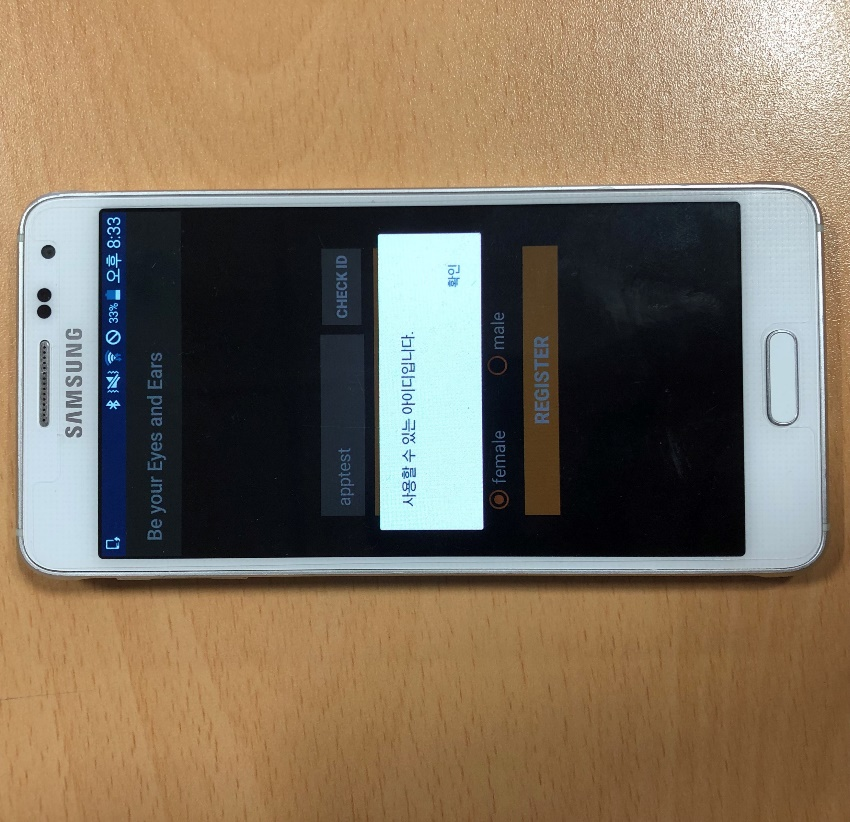 SAMSUNG
33% 오후 8:33
Be your Eyes and Ears
apptest
CHECK ID
사용할 수 있는 아이디입니다.
확인
female
male
REGISTER